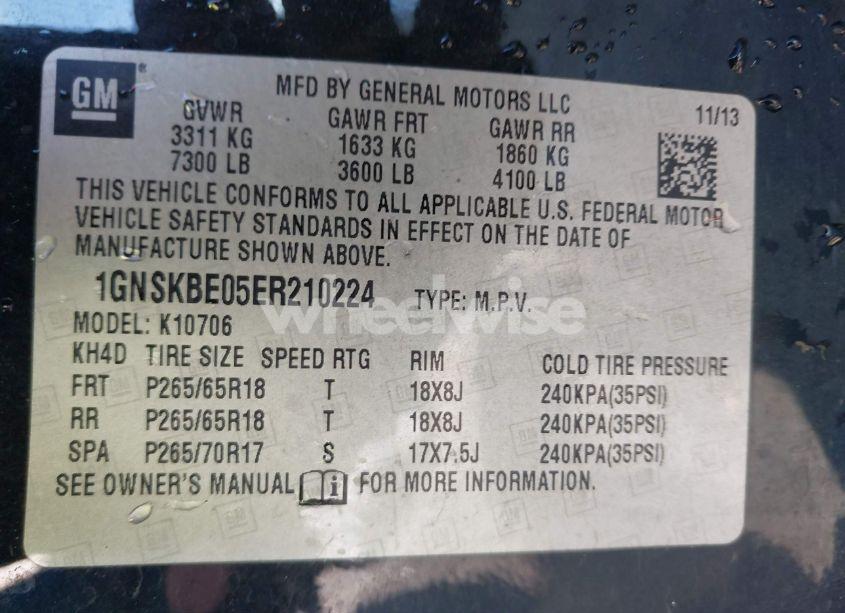 GM
MFD BY GENERAL MOTORS LLC
11/13
GVWR GAWR FRT GAWR RR
3311 KG 1633 KG 1860 KG
7300 LB 3600 LB 4100 LB
THIS VEHICLE CONFORMS TO ALL APPLICABLE U.S. FEDERAL MOTOR
VEHICLE SAFETY STANDARDS IN EFFECT ON THE DATE OF
MANUFACTURE SHOWN ABOVE.
1GNSKBE05ER210224 TYPE: M.P.V.
wheelwise
MODEL: K10706
KH4D TIRE SIZE SPEED RTG RIM COLD TIRE PRESSURE
FRT P265/65R18 T 18X8J 240KPA(35PSI)
RR P265/65R18 T 18X8J 240KPA(35PSI)
SPA P265/70R17 S 17X7.5J 240KPA(35PSI)
SEE OWNER'S MANUAL i FOR MORE INFORMATION.